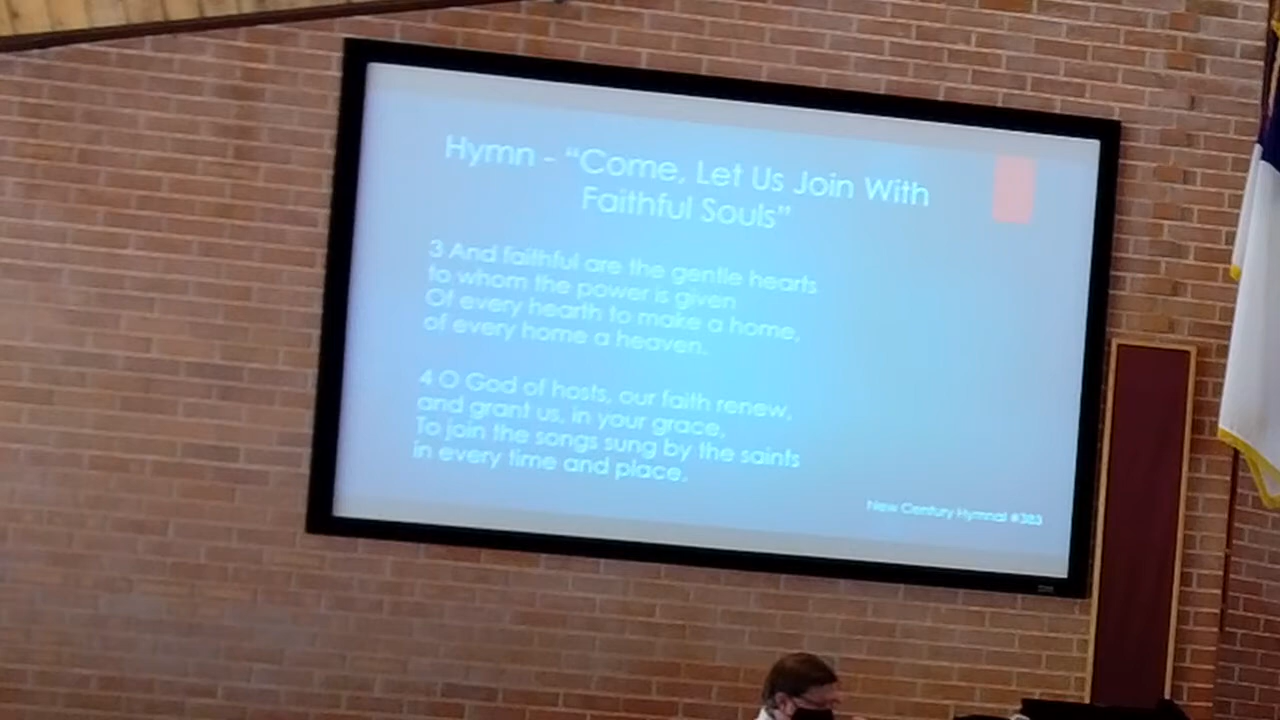 Hymn - “Come, Let Us Join With
Faithful Souls”
3 And faithful are the gentle hearts
to whom the power is given
Of every hearth to make a home,
of every home a heaven.
4 O God of hosts, our faith renew,
and grant us, in your grace,
To join the songs sung by the saints
in every time and place.
New Century Hymnal #383